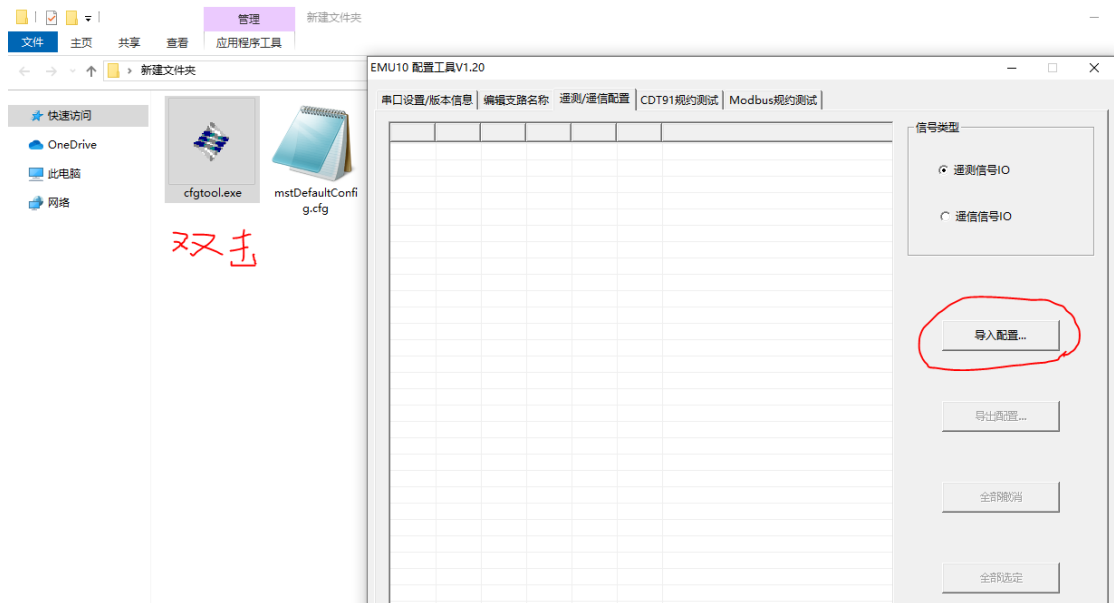 管理
新建文件夹
文件
主页
共享
查看
应用程序工具
新建文件夹
快速访问
OneDrive
此电脑
网络
cfgtool.exe
mstDefaultConfi
g.cfg
双击
EMU10 配置工具V1.20
串口设置/版本信息
编辑支路名称
遥测/遥信配置
CDT91规约测试
Modbus规约测试
信号类型
遥测信号IO
遥信信号IO
导入配置...
导出配置...
全部撤消
全部选定